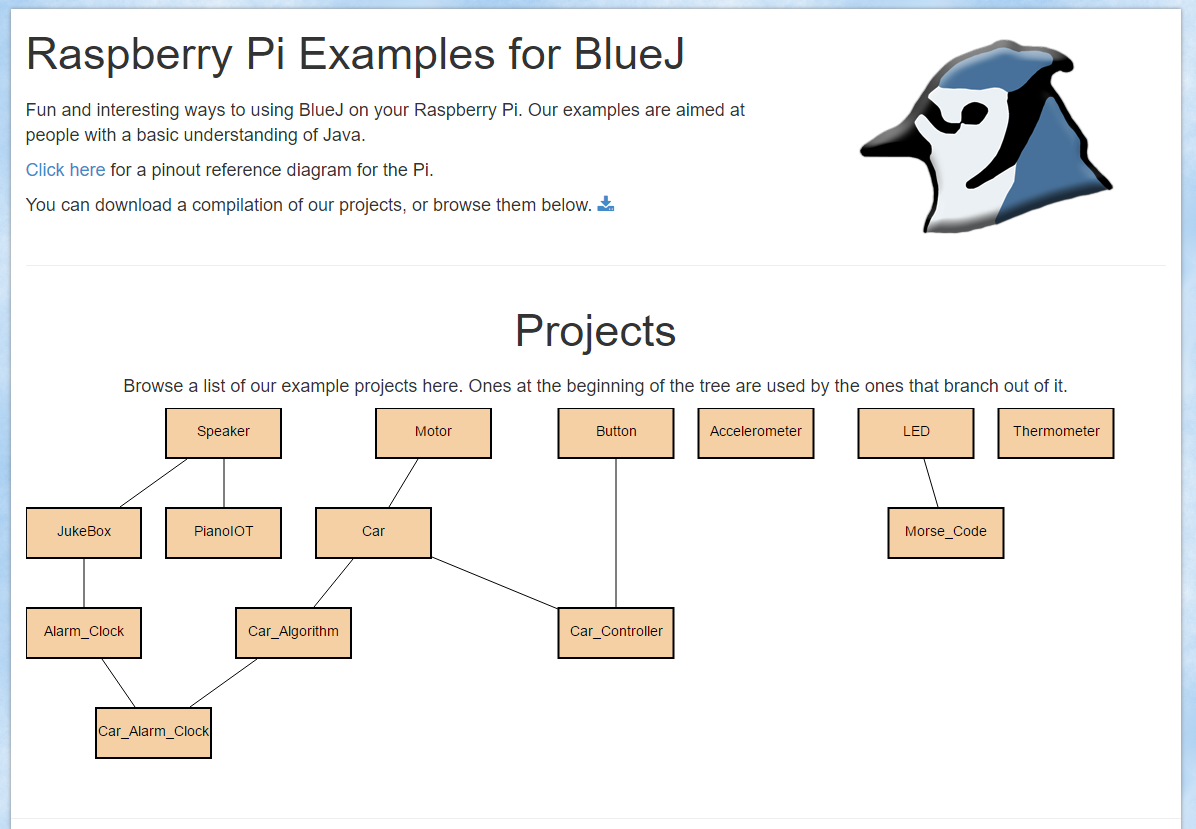 Raspberry Pi Examples for BlueJ
Fun and interesting ways to using BlueJ on your Raspberry Pi. Our examples are aimed at
people with a basic understanding of Java.
Click here for a pinout reference diagram for the Pi.
You can download a compilation of our projects, or browse them below.
Projects
Browse a list of our example projects here. Ones at the beginning of the tree are used by the ones that branch out of it.
Speaker
Motor
Button
Accelerometer
LED
Thermometer
JukeBox
PianoIOT
Car
Morse_Code
Alarm_Clock
Car_Algorithm
Car_Controller
Car_Alarm_Clock